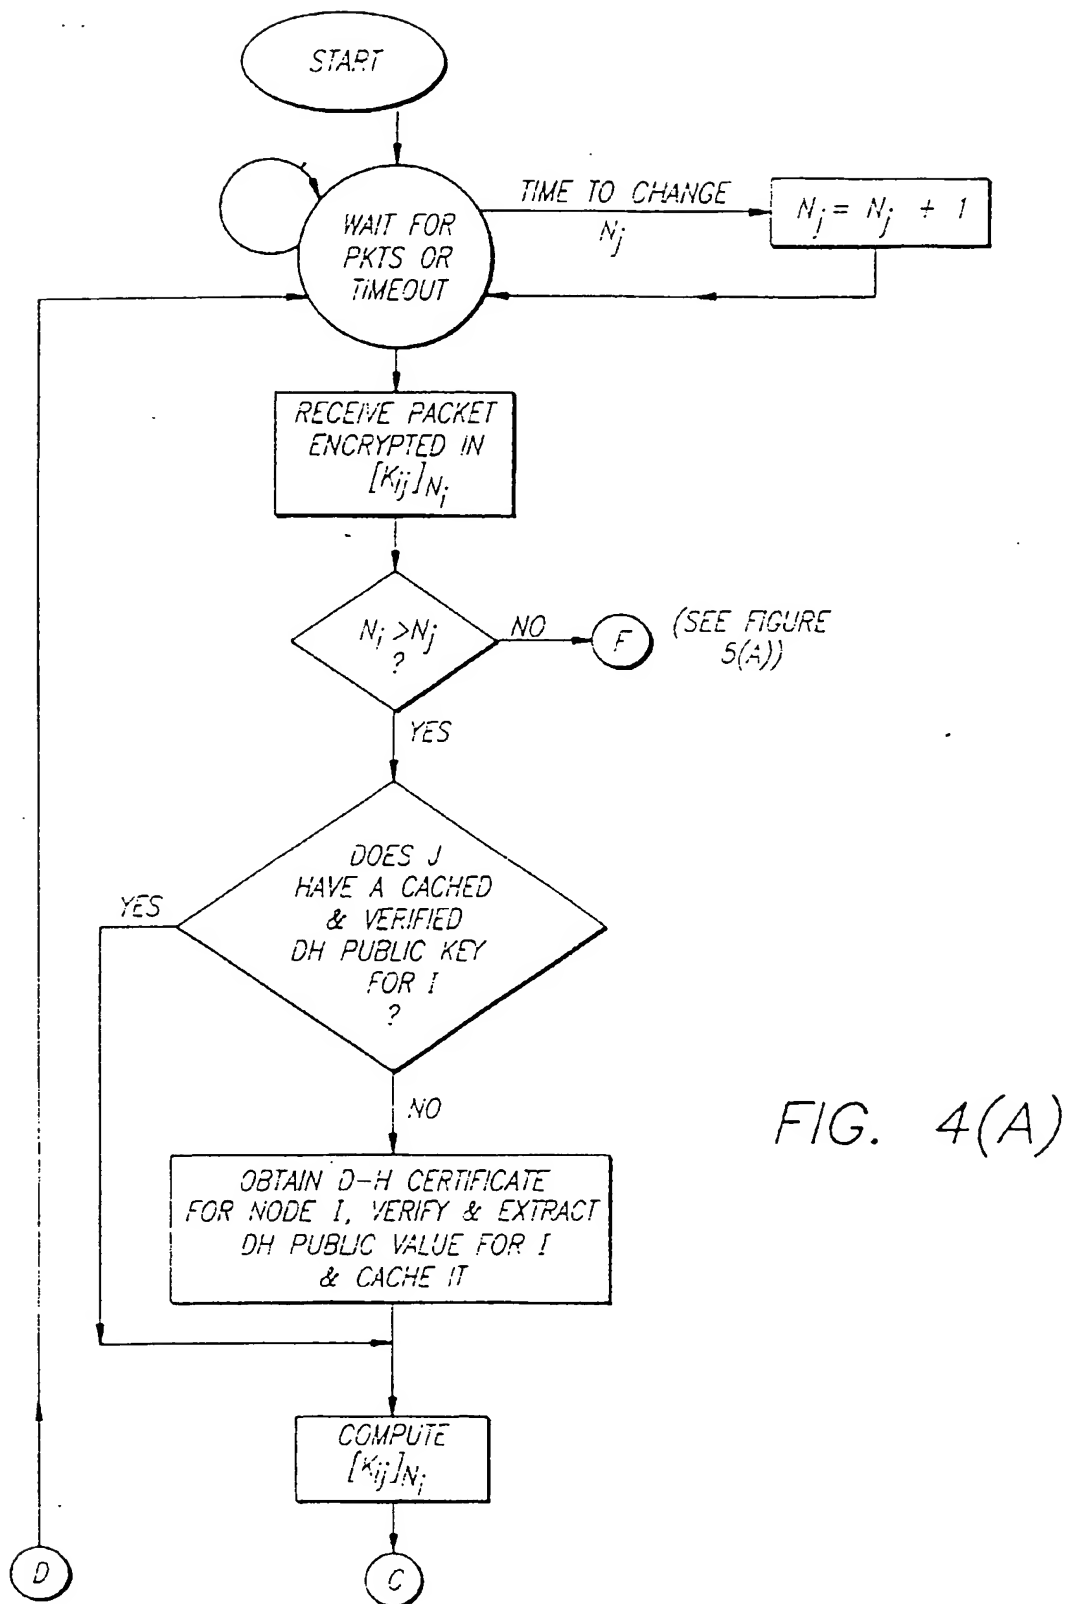 START
WAIT FOR
PKTS OR
TIMEOUT
TIME TO CHANGE
Nj
Nj = Nj + 1
RECEIVE PACKET
ENCRYPTED IN
[Kij]Ni
Ni >Nj
?
NO
F
(SEE FIGURE
5(A))
YES
DOES J
HAVE A CACHED
& VERIFIED
DH PUBLIC KEY
FOR I
?
YES
NO
OBTAIN D-H CERTIFICATE
FOR NODE I, VERIFY & EXTRACT
DH PUBLIC VALUE FOR I
& CACHE IT
FIG. 4(A)
COMPUTE
[Kij]Ni
D
C